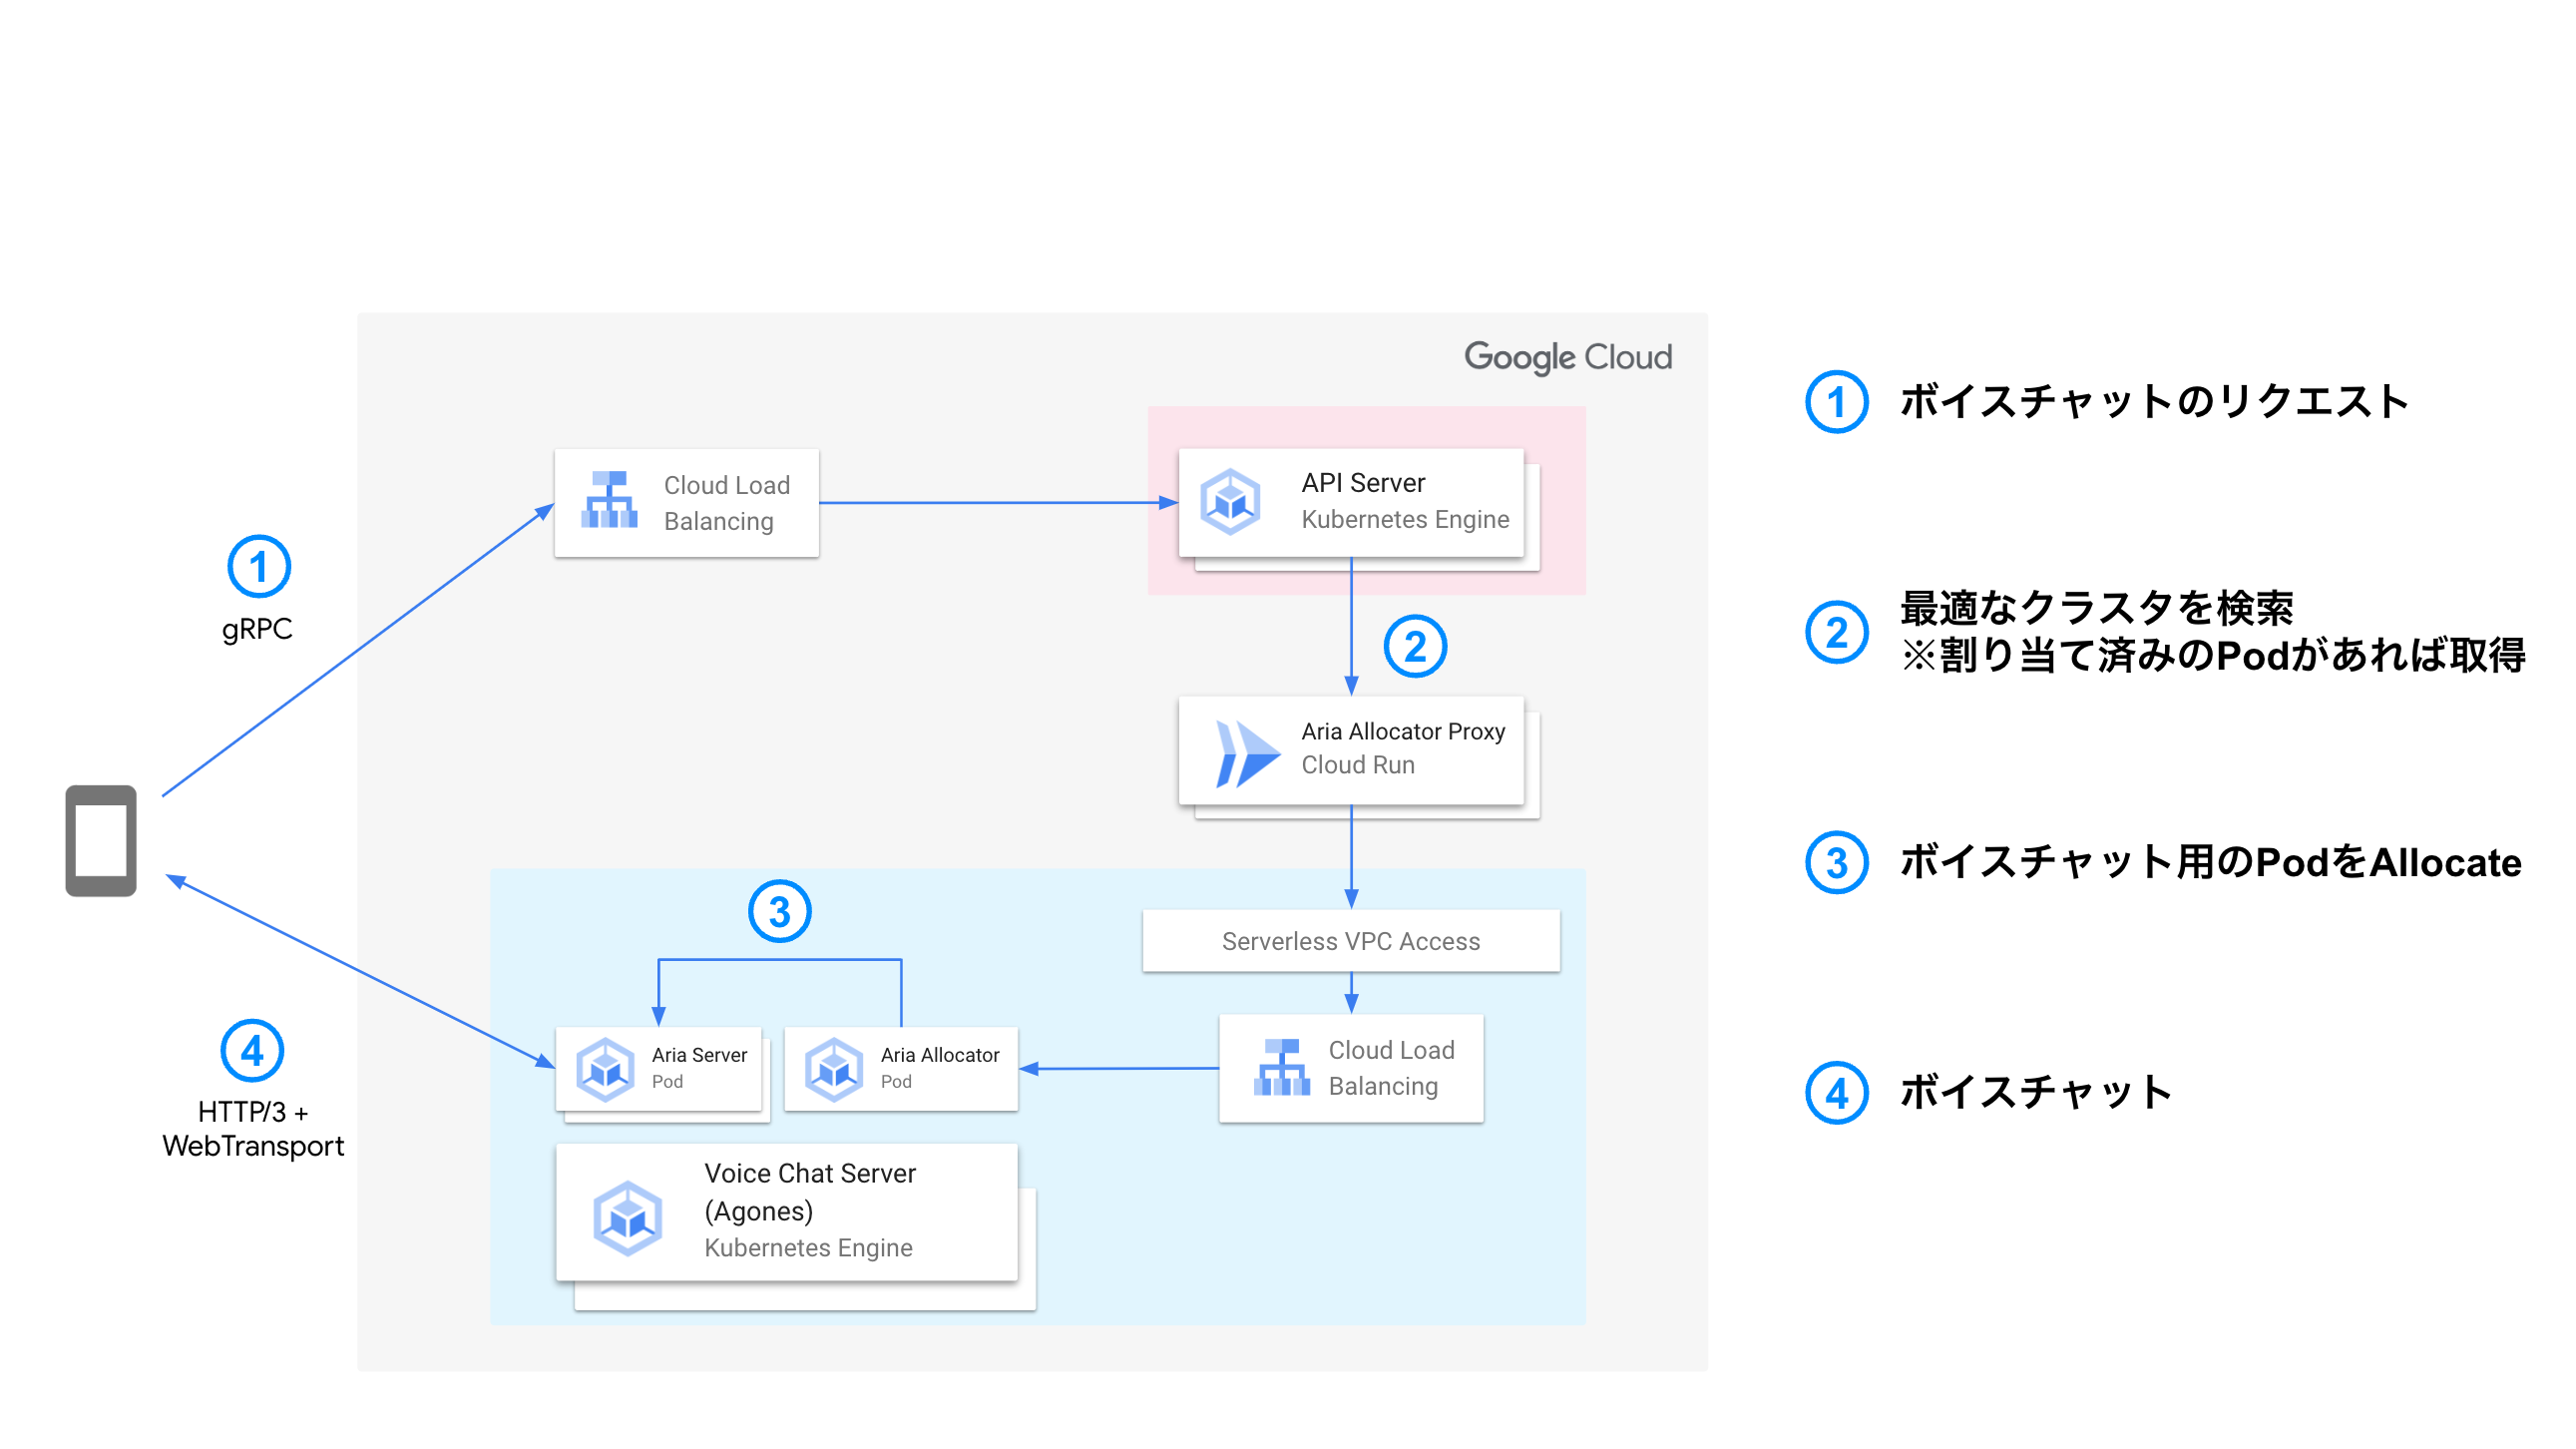 Google Cloud
Cloud Load
Balancing
API Server
Kubernetes Engine
1
gRPC
2
Aria Allocator Proxy
Cloud Run
3
Serverless VPC Access
Aria Server
Pod
Aria Allocator
Pod
Cloud Load
Balancing
4
HTTP/3 +
WebTransport
Voice Chat Server
(Agones)
Kubernetes Engine
1 ボイスチャットのリクエスト
2 最適なクラスタを検索
※割り当て済みのPodがあれば取得
3 ボイスチャット用のPodをAllocate
4 ボイスチャット